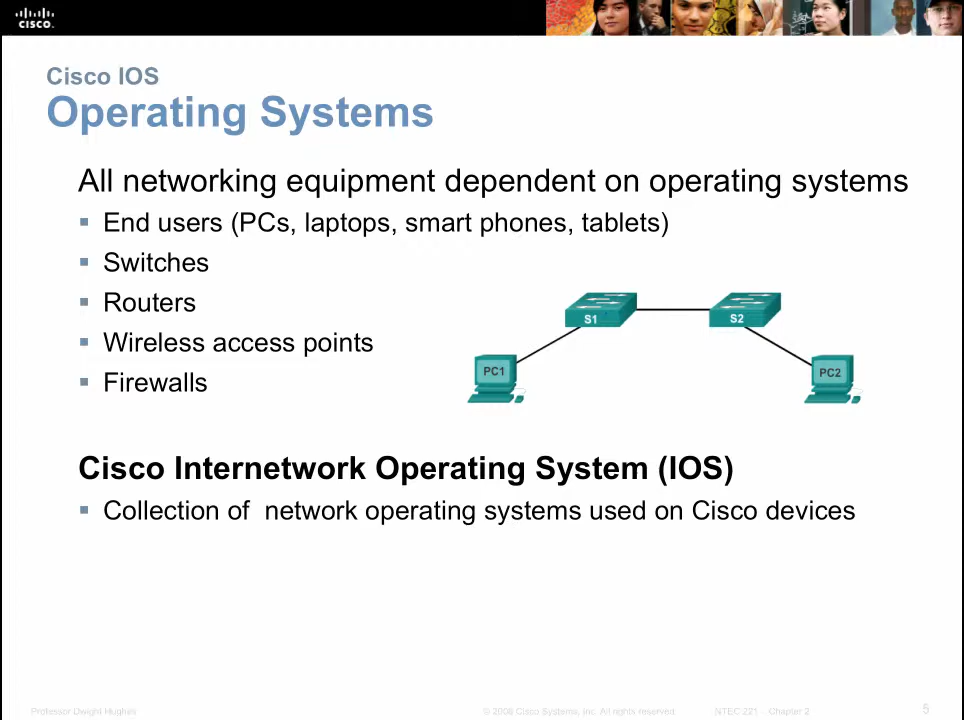 CISCO
Cisco IOS
Operating Systems
All networking equipment dependent on operating systems
End users (PCs, laptops, smart phones, tablets)
Switches
Routers
Wireless access points
Firewalls
S1
S2
PC1
PC2
Cisco Internetwork Operating System (IOS)
Collection of network operating systems used on Cisco devices
Professor Dwight Hughes
© 2008 Cisco Systems, Inc. All rights reserved.
NTEC 221 - Chapter 2
5